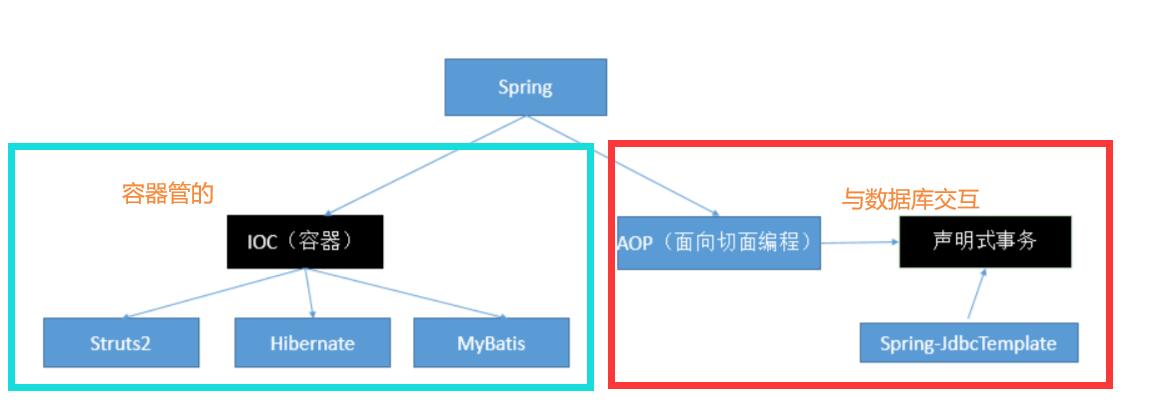 Spring
容器管的
IOC（容器）
Struts2
Hibernate
MyBatis
与数据库交互
AOP（面向切面编程）
声明式事务
Spring-JdbcTemplate